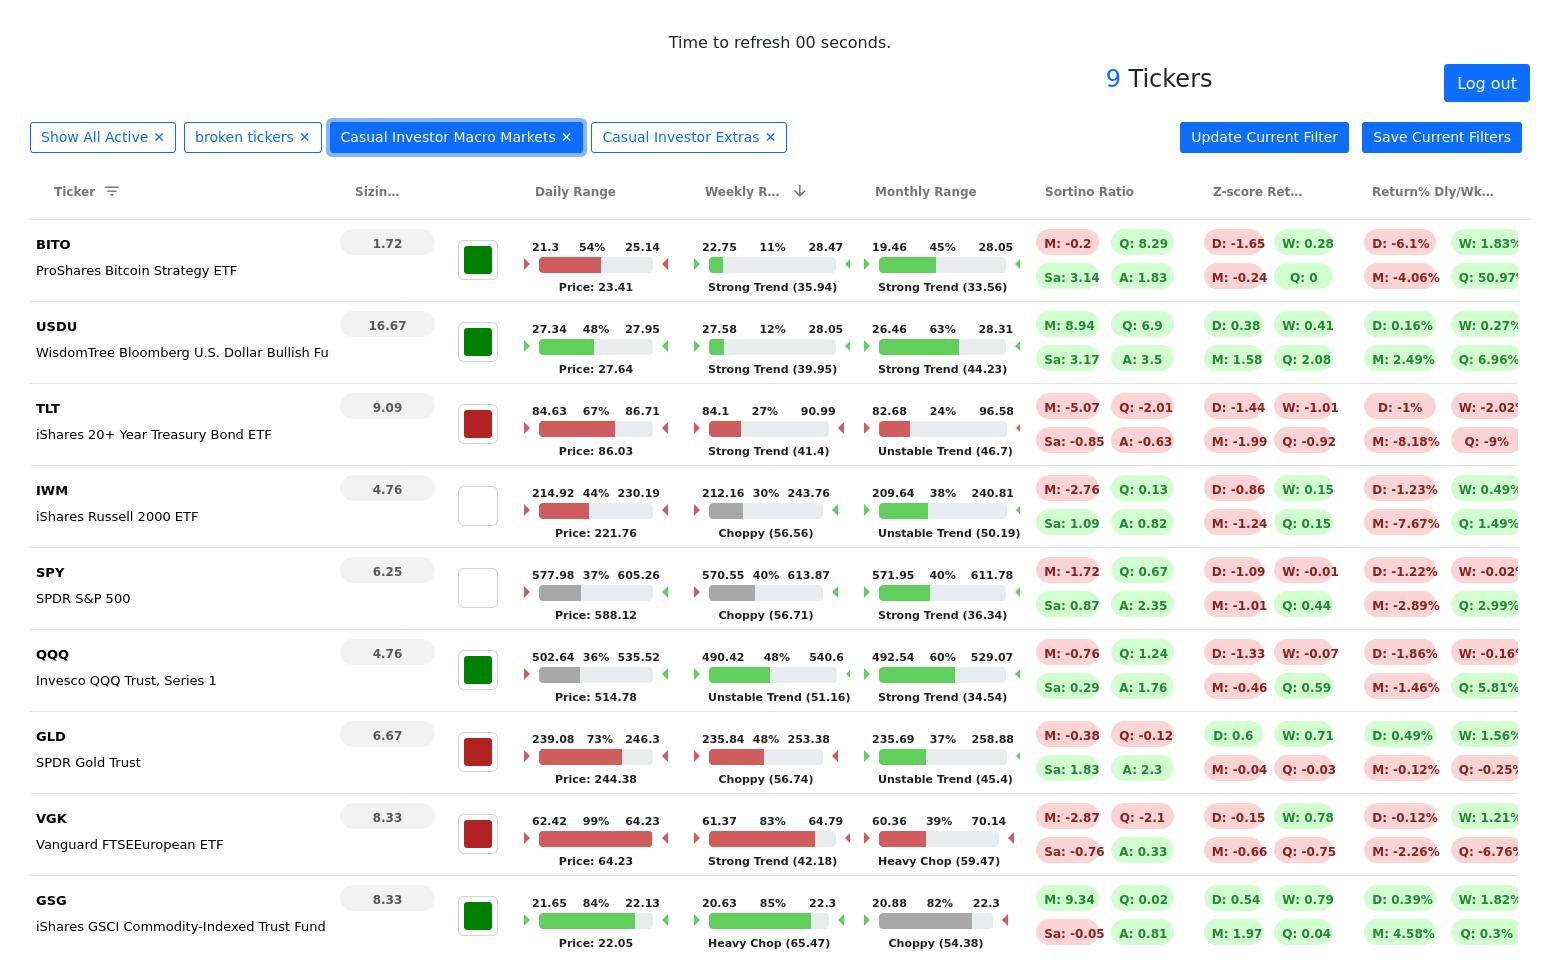 Time to refresh 00 seconds.
9 Tickers
Log out
Show All Active ✕ broken tickers ✕ Casual Investor Macro Markets ✕ Casual Investor Extras ✕ Update Current Filter Save Current Filters
Ticker Sizin... Daily Range Weekly R... Monthly Range Sortino Ratio Z-score Ret... Return% Dly/Wk...
BITO 1.72 21.3 54% 25.14 22.75 11% 28.47 19.46 45% 28.05 M: -0.2 Q: 8.29 D: -1.65 W: 0.28 D: -6.1% W: 1.83%
ProShares Bitcoin Strategy ETF Price: 23.41 Strong Trend (35.94) Strong Trend (33.56) Sa: 3.14 A: 1.83 M: -0.24 Q: 0 M: -4.06% Q: 50.97%
USDU 16.67 27.34 48% 27.95 27.58 12% 28.05 26.46 63% 28.31 M: 8.94 Q: 6.9 D: 0.38 W: 0.41 D: 0.16% W: 0.27%
WisdomTree Bloomberg U.S. Dollar Bullish Fu Price: 27.64 Strong Trend (39.95) Strong Trend (44.23) Sa: 3.17 A: 3.5 M: 1.58 Q: 2.08 M: 2.49% Q: 6.96%
TLT 9.09 84.63 67% 86.71 84.1 27% 90.99 82.68 24% 96.58 M: -5.07 Q: -2.01 D: -1.44 W: -1.01 D: -1% W: -2.02%
iShares 20+ Year Treasury Bond ETF Price: 86.03 Strong Trend (41.4) Unstable Trend (46.7) Sa: -0.85 A: -0.63 M: -1.99 Q: -0.92 M: -8.18% Q: -9%
IWM 4.76 214.92 44% 230.19 212.16 30% 243.76 209.64 38% 240.81 M: -2.76 Q: 0.13 D: -0.86 W: 0.15 D: -1.23% W: 0.49%
iShares Russell 2000 ETF Price: 221.76 Choppy (56.56) Unstable Trend (50.19) Sa: 1.09 A: 0.82 M: -1.24 Q: 0.15 M: -7.67% Q: 1.49%
SPY 6.25 577.98 37% 605.26 570.55 40% 613.87 571.95 40% 611.78 M: -1.72 Q: 0.67 D: -1.09 W: -0.01 D: -1.22% W: -0.02%
SPDR S&P 500 Price: 588.12 Choppy (56.71) Strong Trend (36.34) Sa: 0.87 A: 2.35 M: -1.01 Q: 0.44 M: -2.89% Q: 2.99%
QQQ 4.76 502.64 36% 535.52 490.42 48% 540.6 492.54 60% 529.07 M: -0.76 Q: 1.24 D: -1.33 W: -0.07 D: -1.86% W: -0.16%
Invesco QQQ Trust, Series 1 Price: 514.78 Unstable Trend (51.16) Strong Trend (34.54) Sa: 0.29 A: 1.76 M: -0.46 Q: 0.59 M: -1.46% Q: 5.81%
GLD 6.67 239.08 73% 246.3 235.84 48% 253.38 235.69 37% 258.88 M: -0.38 Q: -0.12 D: 0.6 W: 0.71 D: 0.49% W: 1.56%
SPDR Gold Trust Price: 244.38 Choppy (56.74) Unstable Trend (45.4) Sa: 1.83 A: 2.3 M: -0.04 Q: -0.03 M: -0.12% Q: -0.25%
VGK 8.33 62.42 99% 64.23 61.37 83% 64.79 60.36 39% 70.14 M: -2.87 Q: -2.1 D: -0.15 W: 0.78 D: -0.12% W: 1.21%
Vanguard FTSEEuropean ETF Price: 64.23 Strong Trend (42.18) Heavy Chop (59.47) Sa: -0.76 A: 0.33 M: -0.66 Q: -0.75 M: -2.26% Q: -6.76%
GSG 8.33 21.65 84% 22.13 20.63 85% 22.3 20.88 82% 22.3 M: 9.34 Q: 0.02 D: 0.54 W: 0.79 D: 0.39% W: 1.82%
iShares GSCI Commodity-Indexed Trust Fund Price: 22.05 Heavy Chop (65.47) Choppy (54.38) Sa: -0.05 A: 0.81 M: 1.97 Q: 0.04 M: 4.58% Q: 0.3%